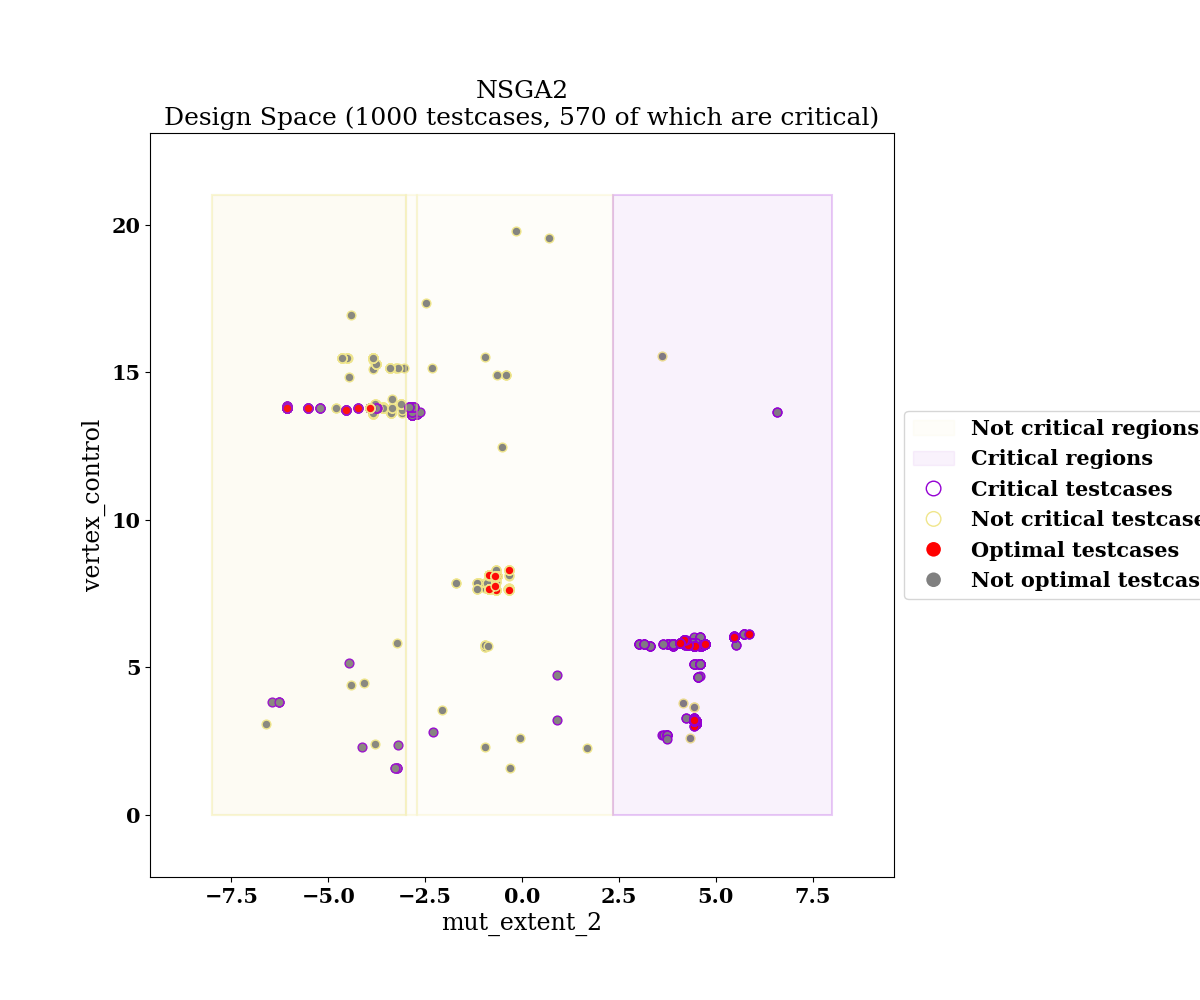 NSGA2
Design Space (1000 testcases, 570 of which are critical)
vertex_control
20
15
10
5
0
−7.5
−5.0
−2.5
0.0
2.5
5.0
7.5
mut_extent_2
Not critical regions
Critical regions
Critical testcases
Not critical testcase
Optimal testcases
Not optimal testcas